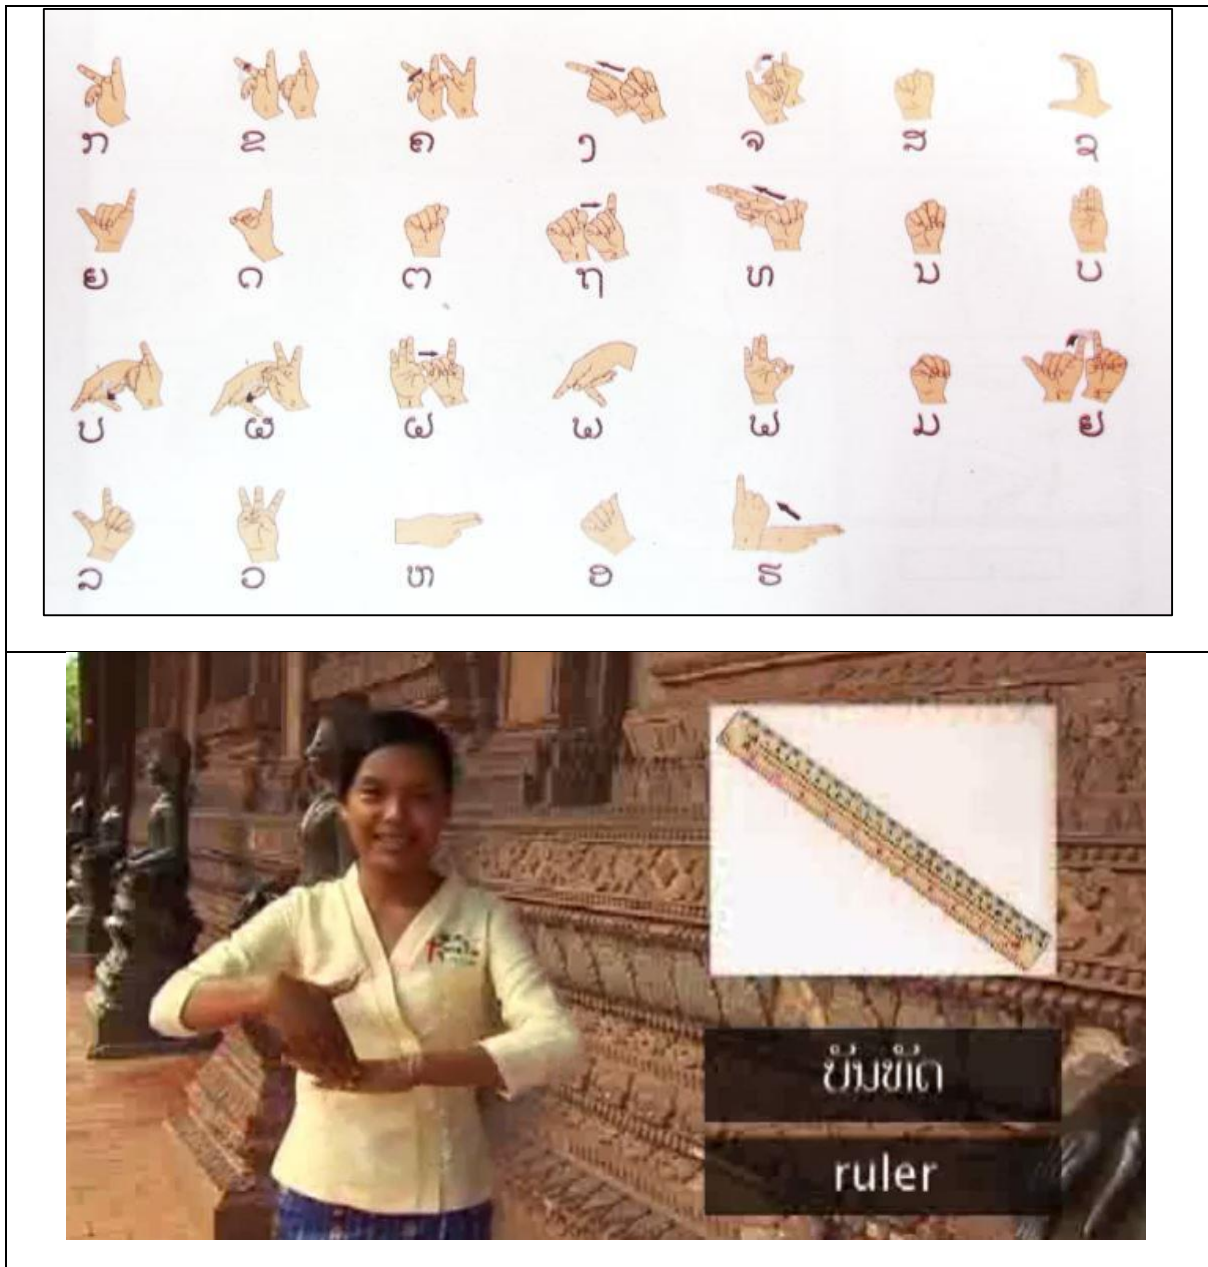 ກ ຂ ຄ ງ ຈ ສ ຊ
ຍ ດ ຕ ຖ ທ ນ ບ
ປ ຜ ຝ ພ ຟ ມ ຢ
ລ ວ ຫ ອ ຮ
ບັນທັດ
ruler